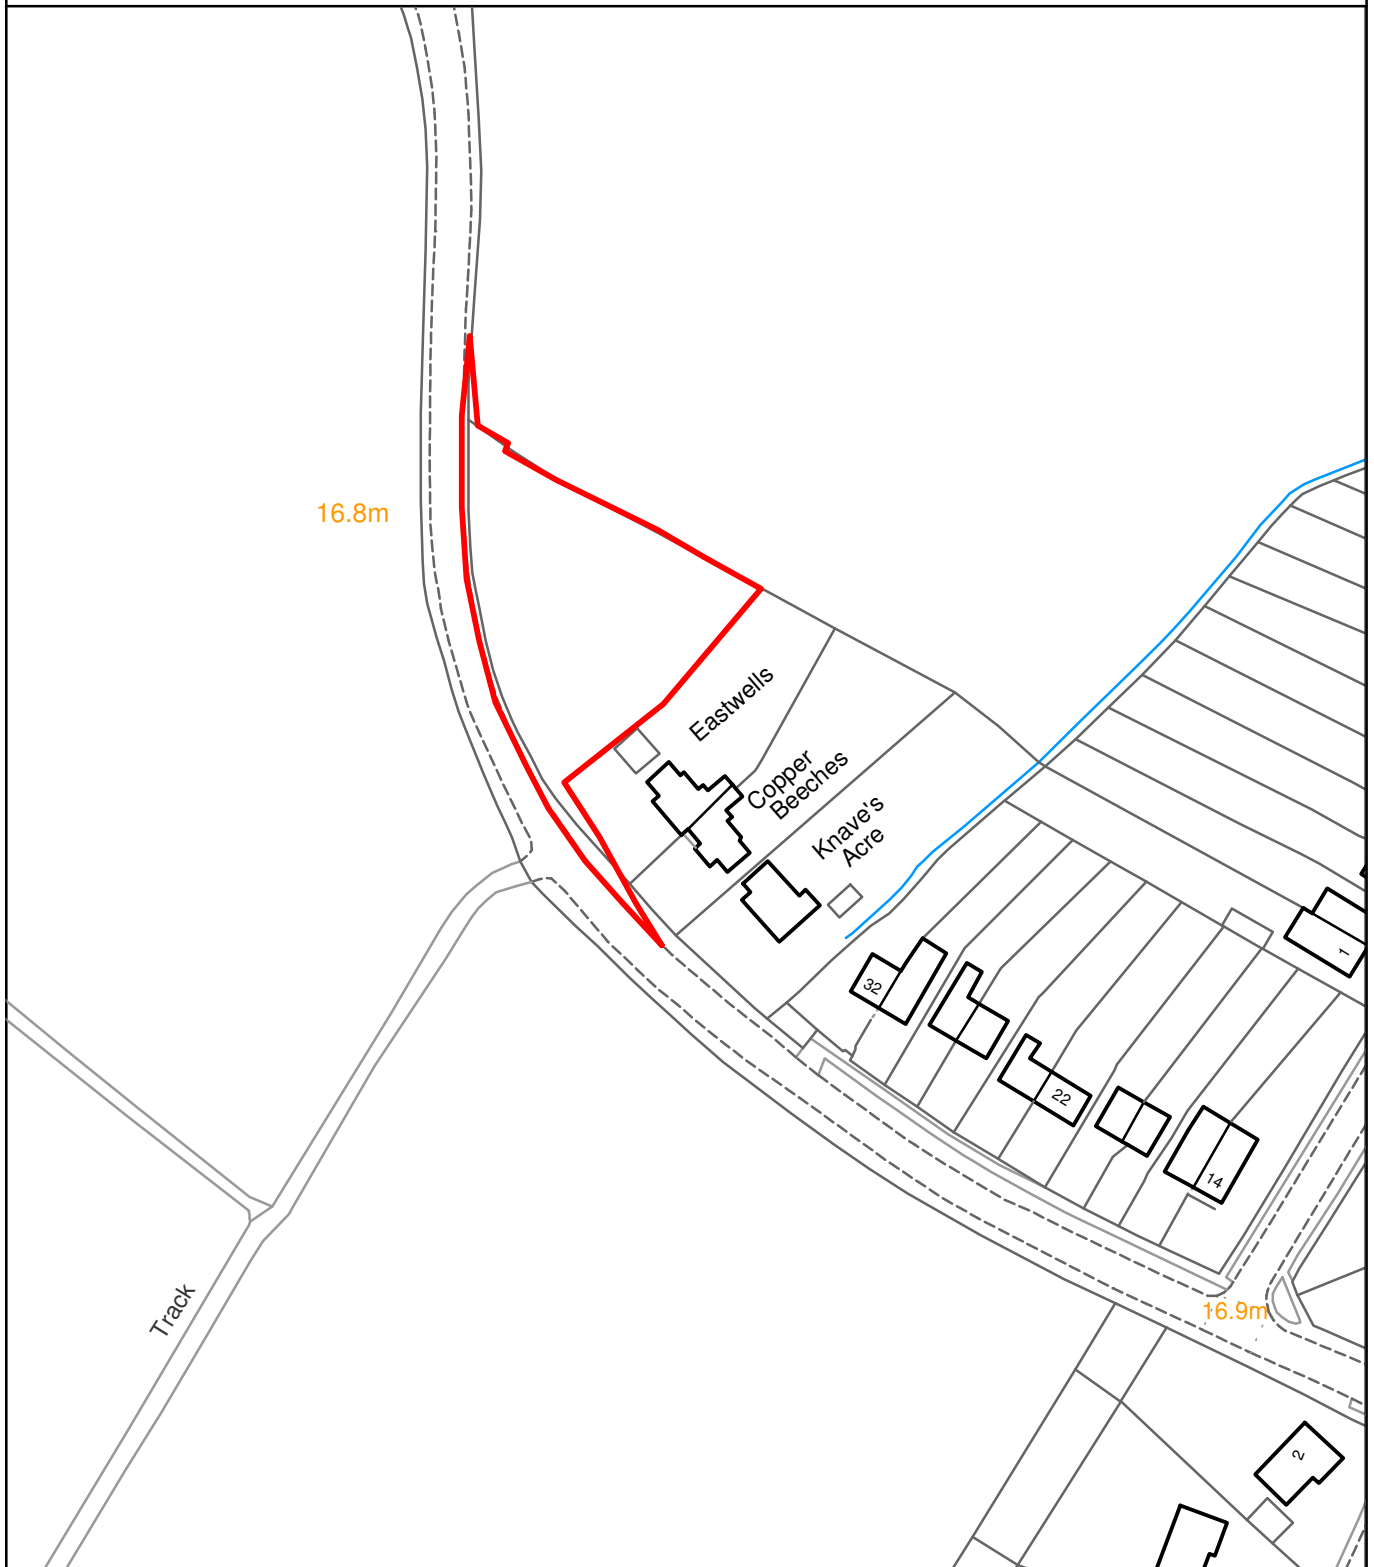 16.8m
Eastwells
Copper
Beeches
Knave's
Acre
1
32
22
14
Track
16.9m
2